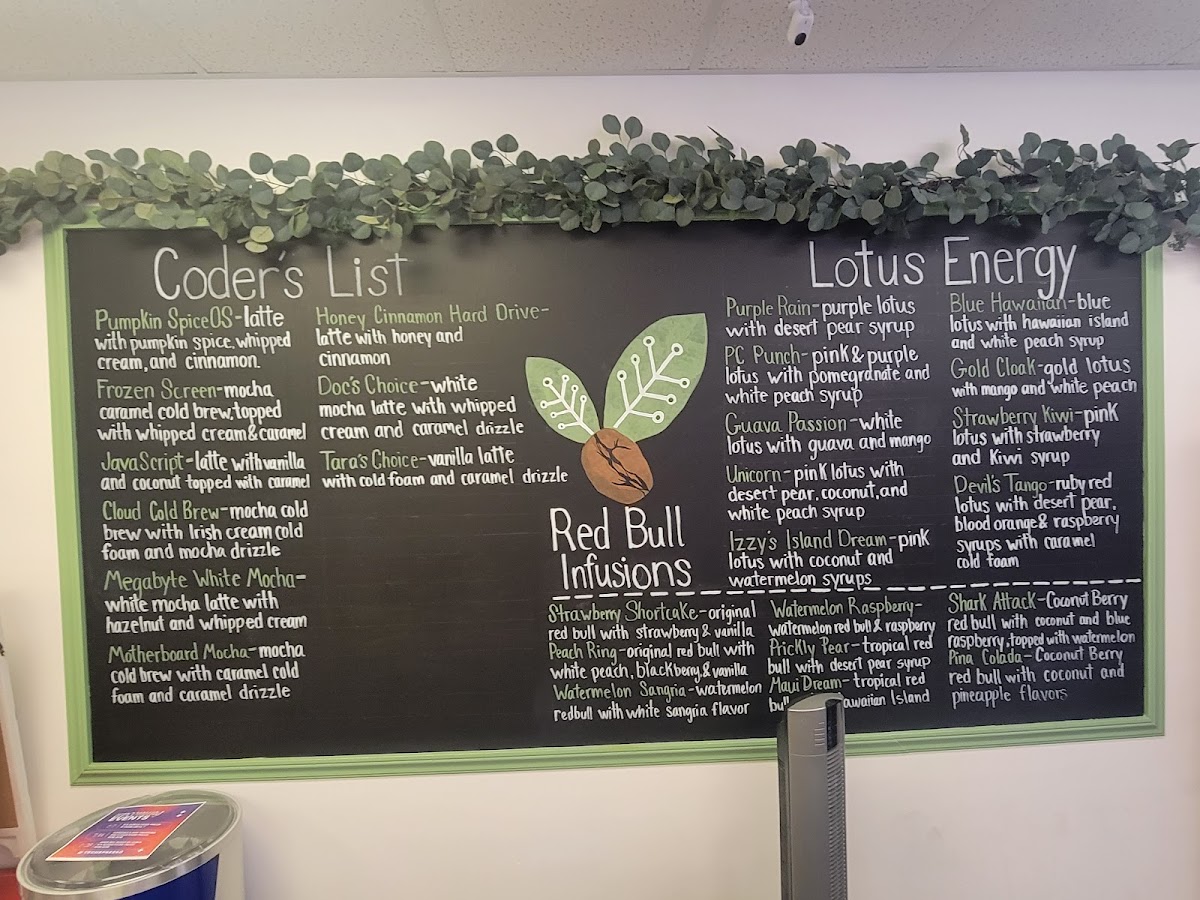 Coder's List
Pumpkin SpiceOS-latte
with pumpkin spice, whipped
cream, and cinnamon.
Frozen Screen-mocha
caramel cold brew, topped
with whipped cream & caramel
JavaScript-latte with vanilla
and coconut topped with caramel
Cloud Cold Brew-mocha cold
brew with Irish cream cold
foam and mocha drizzle
Megabyte White Mocha-
white mocha latte with
hazelnut and whipped cream
Motherboard Mocha-mocha
cold brew with caramel cold
foam and caramel drizzle
Honey Cinnamon Hard Drive-
latte with honey and
cinnamon
Doc's Choice-white
mocha latte with whipped
cream and caramel drizzle
Tara's Choice-vanilla latte
with cold foam and caramel drizzle
Lotus Energy
Purple Rain-purple lotus
with desert pear syrup
PC Punch-pink & purple
lotus with pomegranate and
white peach syrup
Guava Passion-white
lotus with guava and mango
Unicorn-pink lotus with
desert pear, coconut, and
white peach syrup
Izzy's Island Dream-pink
lotus with coconut and
watermelon syrups
Blue Hawaiian-blue
lotus with hawaiian island
and white peach syrup
Gold Cloak-gold lotus
with mango and white peach
Strawberry Kiwi-pink
lotus with strawberry
and Kiwi syrup
Devil's Tango-ruby red
lotus with desert pear,
blood orange & raspberry
syrups with caramel
cold foam
Red Bull
Infusions
Strawberry Shortcake-original
red bull with strawberry & vanilla
Peach Ring-original red bull with
white peach, blackberry, & vanilla
Watermelon Sangria-watermelon
redbull with white sangria flavor
Watermelon Raspberry-
watermelon red bull & raspberry
Prickly Pear-tropical red
bull with desert pear syrup
Maui Dream-tropical red
Island
Shark Attack-Coconut Berry
red bull with coconut and blue
raspberry, topped with watermelon
Pina Colada-Coconut Berry
red bull with coconut and
pineapple flavors
EVENTS